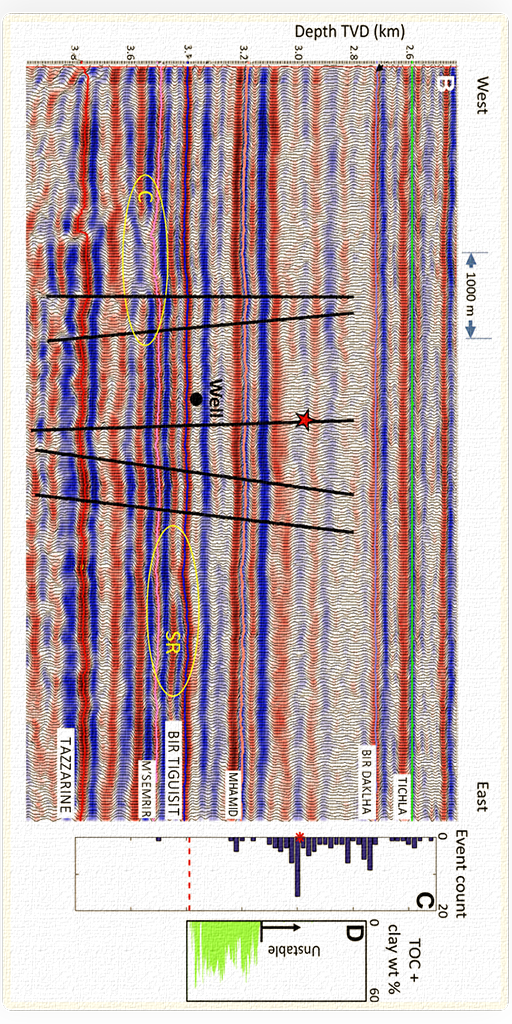 Depth TVD (km)
2.6
2.8
3.0
3.2
3.4
3.6
3.8
West
1000 m
East
C
Well
SR
TICHLA
BIR DAKLHA
MHAMID
BIR TIGUISIT
M'SEMRIR
TAZZARINE
Event count
0
20
C
TOC +
clay wt %
0
60
D
Unstable